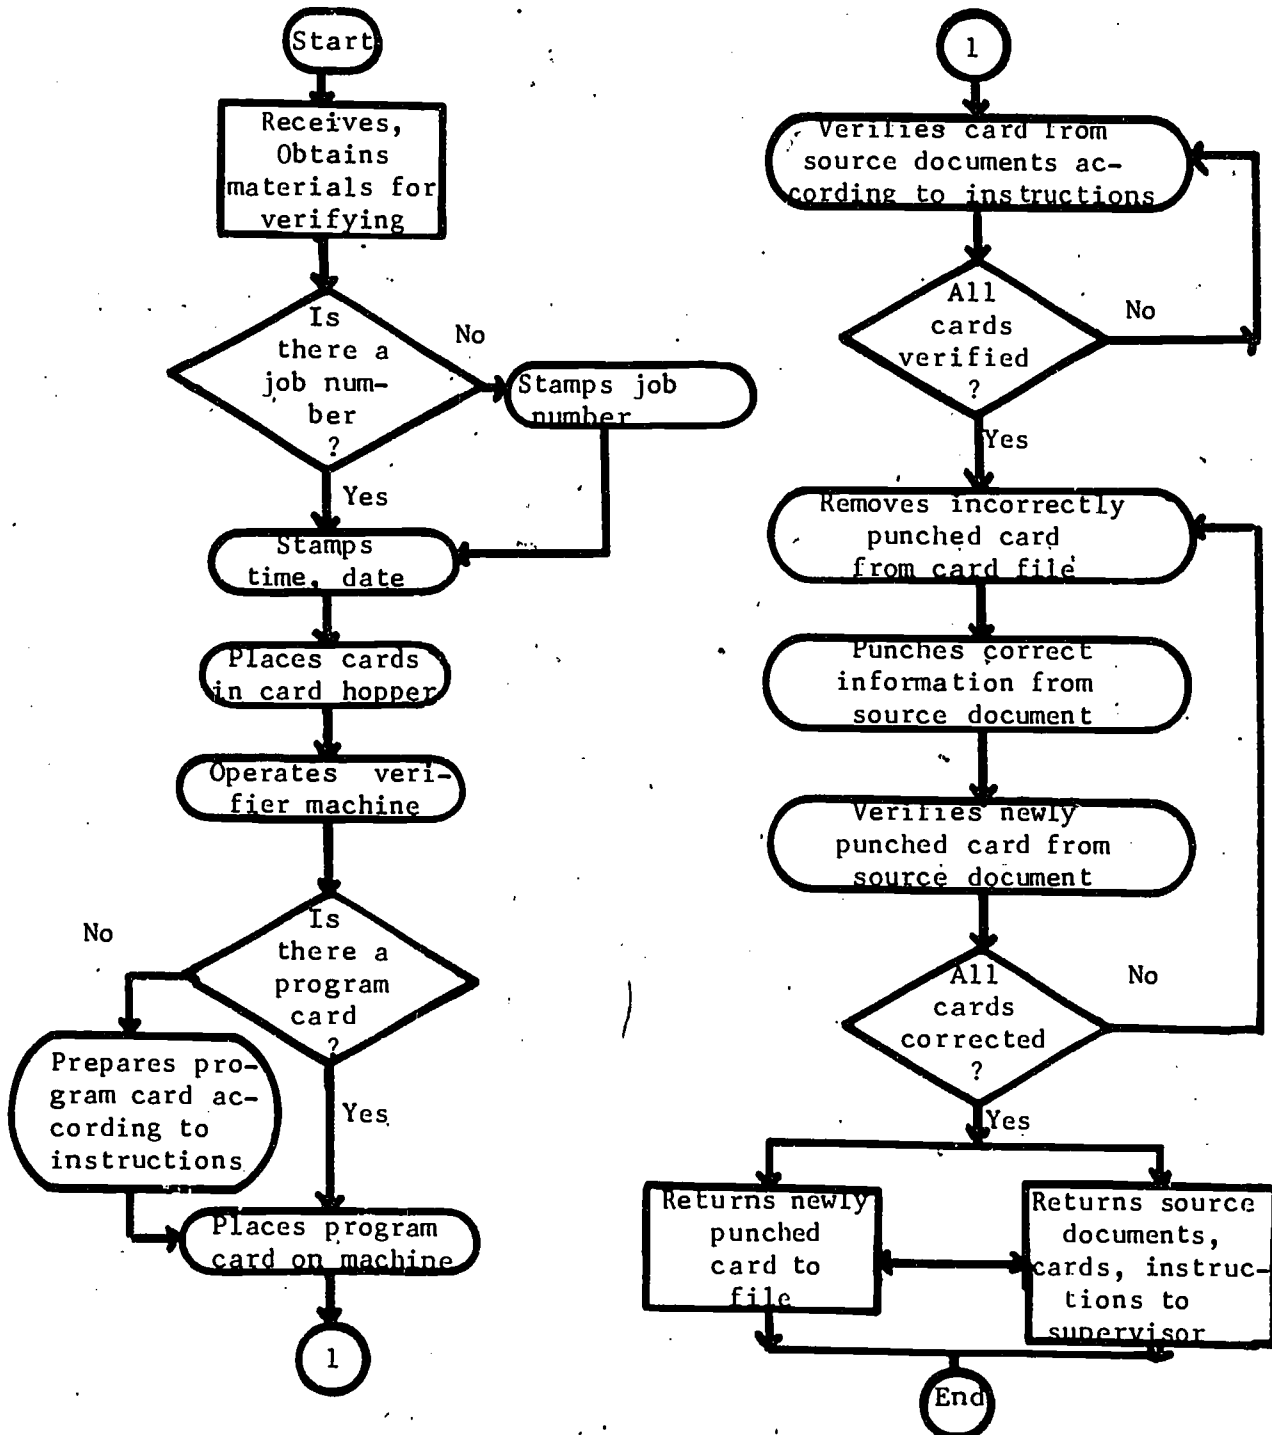 Start
Receives,
Obtains
materials for
verifying
Is
there a
job num-
ber
?
No
Stamps job
number
Yes
Stamps
time, date
Places cards
in card hopper
Operates veri-
fier machine
Is
there a
program
card
?
No
Prepares pro-
gram card ac-
cording to
instructions
Yes
Places program
card on machine
1
1
Verifies card from
source documents ac-
cording to instructions
All
cards
verified
?
No
Yes
Removes incorrectly
punched card
from card file
Punches correct
information from
source document
Verifies newly
punched card from
source document
All
cards
corrected
?
No
Yes
Returns newly
punched
card to
file
Returns source
documents,
cards, instruc-
tions to
supervisor
End